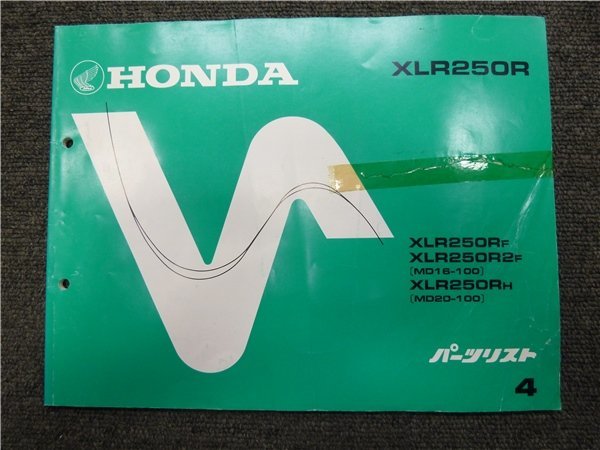 HONDA
XLR250R
XLR250RF
XLR250R2F
[MD16-100]
XLR250RH
[MD20-100]
パーツリスト
4